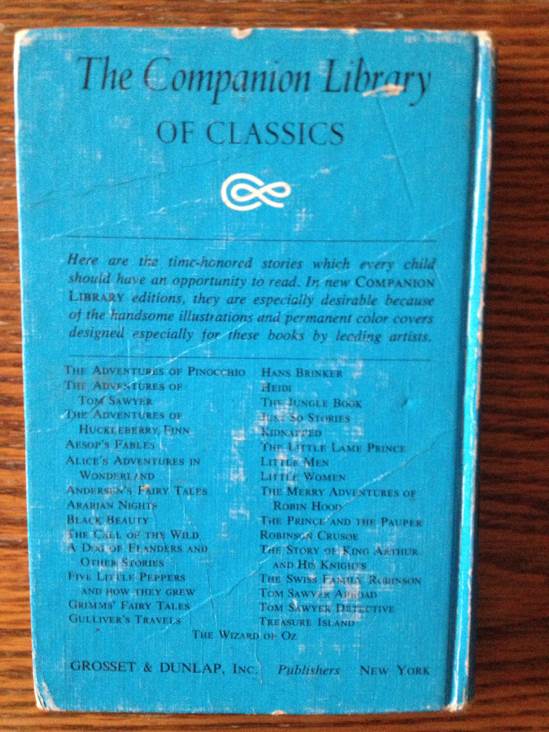 The Companion Library
OF CLASSICS
Here are the time-honored stories which every child
should have an opportunity to read. In new COMPANION
LIBRARY editions, they are especially desirable because
of the handsome illustrations and permanent color covers
designed especially for these books by leading artists.
THE ADVENTURES OF PINOCCHIO
THE ADVENTURES OF
TOM SAWYER
THE ADVENTURES OF
HUCKLEBERRY FINN
AESOP'S FABLES
ALICE'S ADVENTURES IN
WONDERLAND
ANDERSEN'S FAIRY TALES
ARABIAN NIGHTS
BLACK BEAUTY
THE CALL OF THE WILD
A DOG OF FLANDERS AND
OTHER STORIES
FIVE LITTLE PEPPERS
AND HOW THEY GREW
GRIMMS' FAIRY TALES
GULLIVER'S TRAVELS
HANS BRINKER
HEIDI
THE JUNGLE BOOK
JUST SO STORIES
KIDNAPPED
THE LITTLE LAME PRINCE
LITTLE MEN
LITTLE WOMEN
THE MERRY ADVENTURES OF
ROBIN HOOD
THE PRINCE AND THE PAUPER
ROBINSON CRUSOE
THE STORY OF KING ARTHUR
AND HIS KNIGHTS
THE SWISS FAMILY ROBINSON
TOM SAWYER ABROAD
TOM SAWYER DETECTIVE
TREASURE ISLAND
THE WIZARD OF OZ
GROSSET & DUNLAP, INC. Publishers NEW YORK